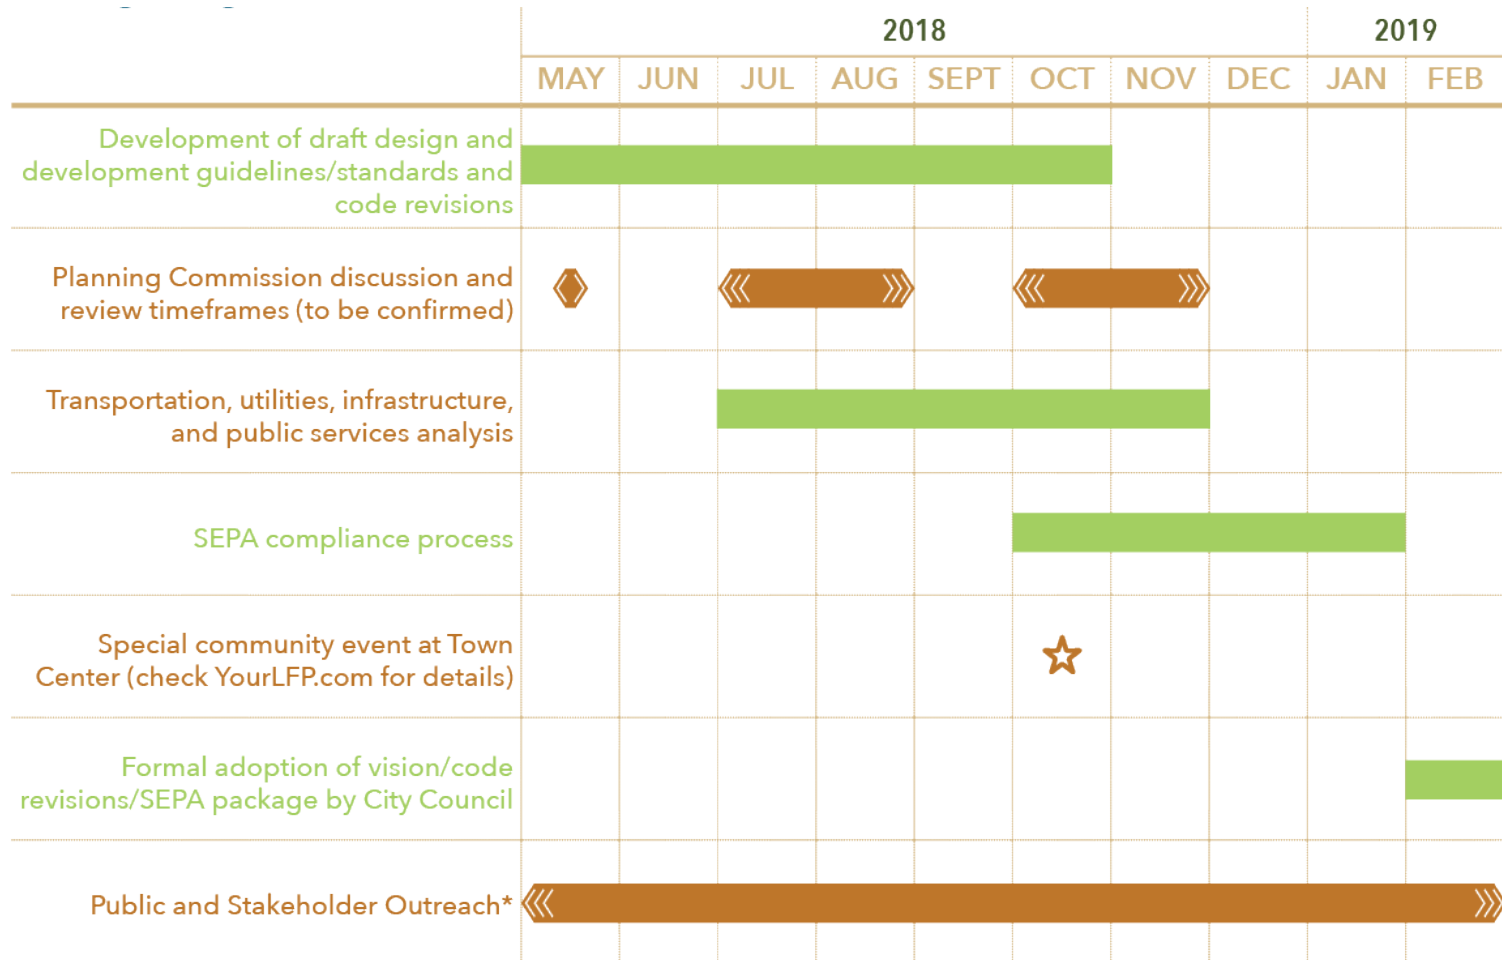 2018 2019
MAY JUN JUL AUG SEPT OCT NOV DEC JAN FEB
Development of draft design and
development guidelines/standards and
code revisions
Planning Commission discussion and
review timeframes (to be confirmed)
Transportation, utilities, infrastructure,
and public services analysis
SEPA compliance process
Special community event at Town
Center (check YourLFP.com for details)
Formal adoption of vision/code
revisions/SEPA package by City Council
Public and Stakeholder Outreach*